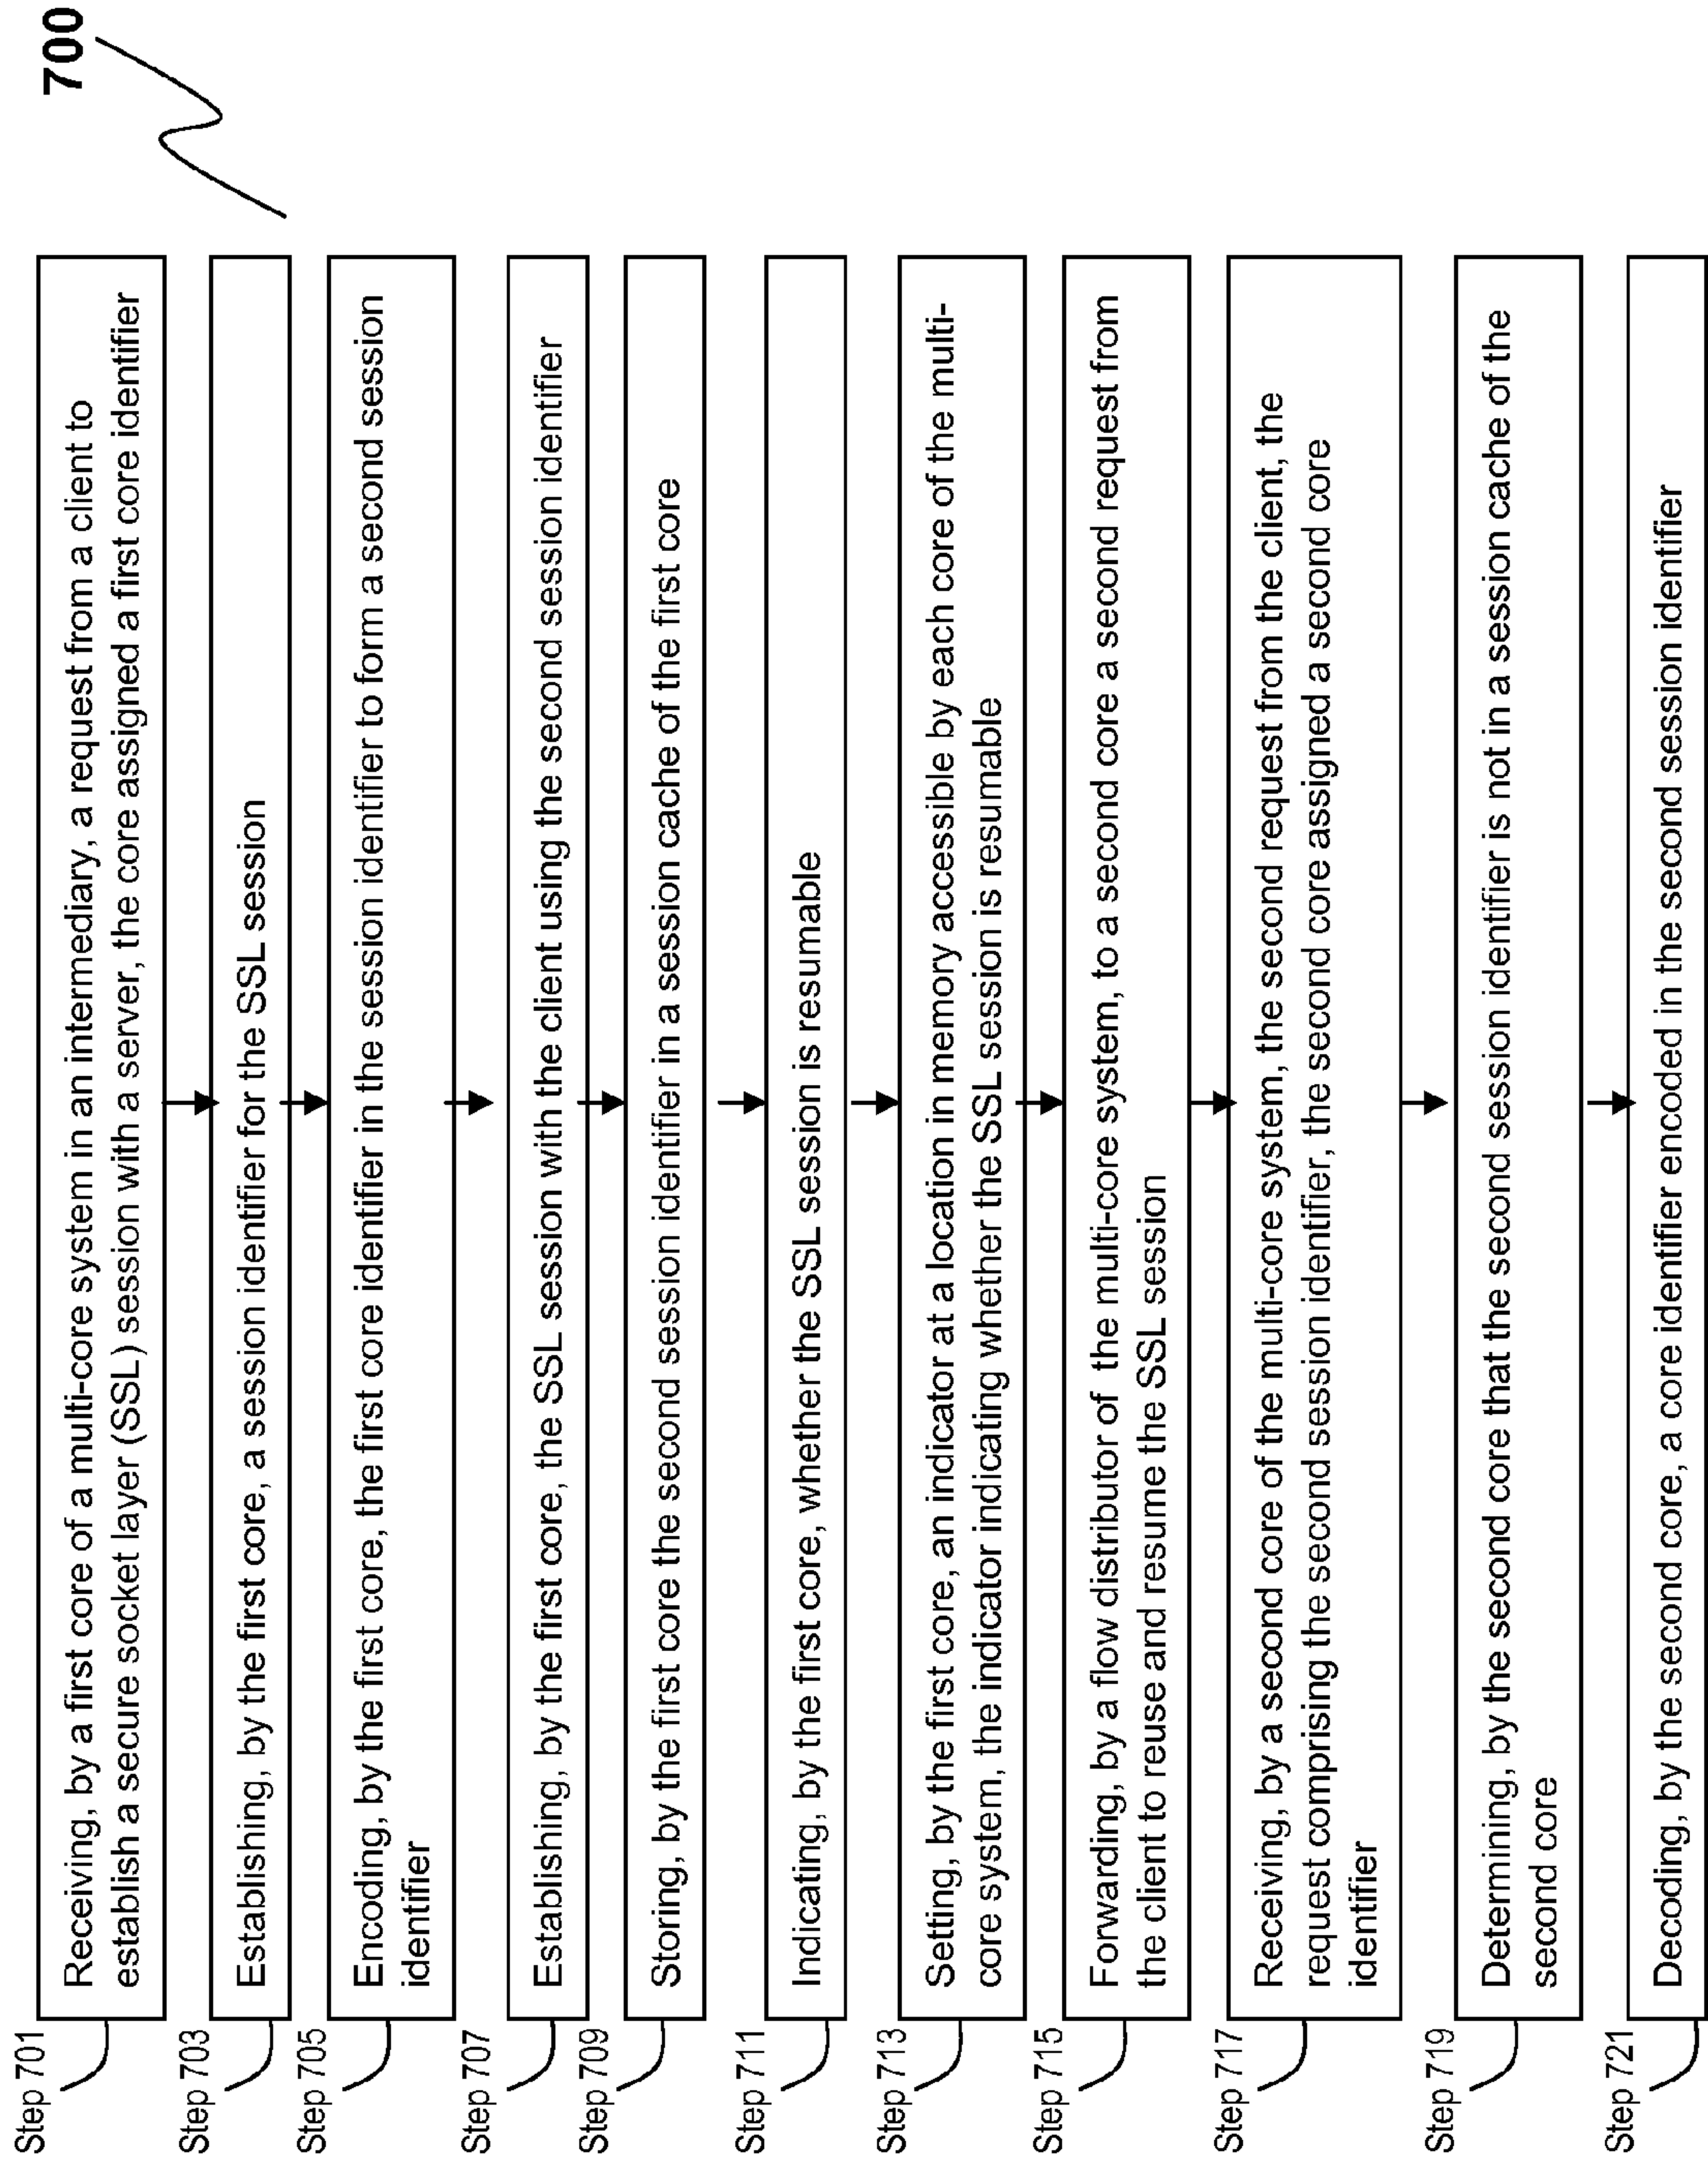 700
Step 701
Receiving, by a first core of a multi-core system in an intermediary, a request from a client to
establish a secure socket layer (SSL) session with a server, the core assigned a first core identifier
Step 703
Establishing, by the first core, a session identifier for the SSL session
Step 705
Encoding, by the first core, the first core identifier in the session identifier to form a second session
identifier
Step 707
Establishing, by the first core, the SSL session with the client using the second session identifier
Step 709
Storing, by the first core the second session identifier in a session cache of the first core
Step 711
Indicating, by the first core, whether the SSL session is resumable
Step 713
Setting, by the first core, an indicator at a location in memory accessible by each core of the multi-
core system, the indicator indicating whether the SSL session is resumable
Step 715
Forwarding, by a flow distributor of the multi-core system, to a second core a second request from
the client to reuse and resume the SSL session
Step 717
Receiving, by a second core of the multi-core system, the second request from the client, the
request comprising the second session identifier, the second core assigned a second core
identifier
Step 719
Determining, by the second core that the second session identifier is not in a session cache of the
second core
Step 721
Decoding, by the second core, a core identifier encoded in the second session identifier